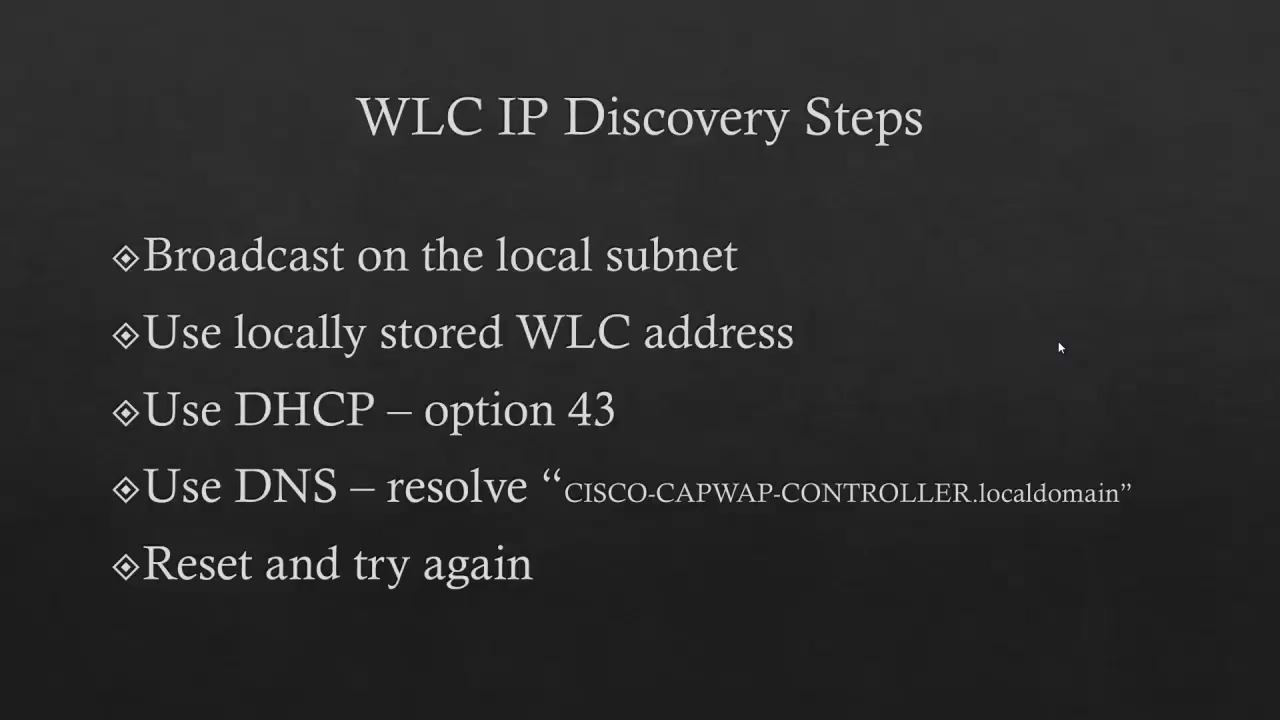 WLC IP Discovery Steps
Broadcast on the local subnet
Use locally stored WLC address
Use DHCP – option 43
Use DNS – resolve “CISCO-CAPWAP-CONTROLLER.localdomain”
Reset and try again